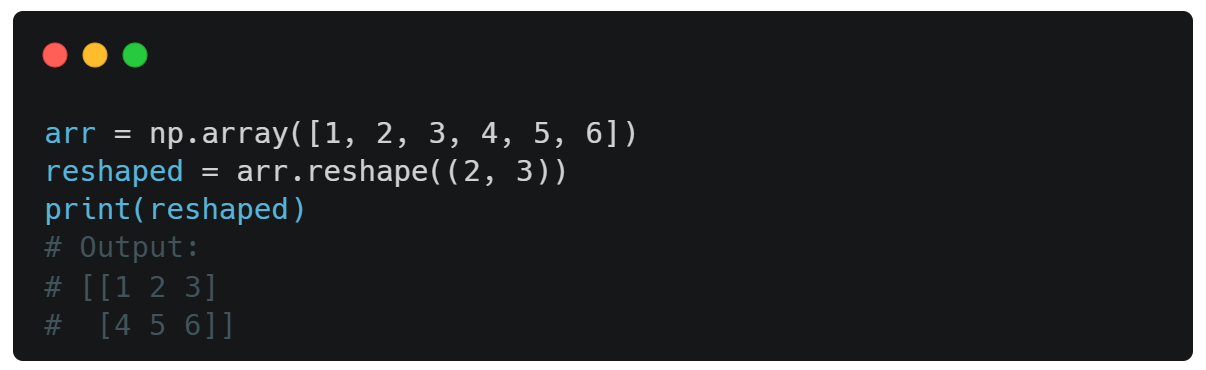 arr = np.array([1, 2, 3, 4, 5, 6])
reshaped = arr.reshape((2, 3))
print(reshaped)
# Output:
# [[1 2 3]
#  [4 5 6]]